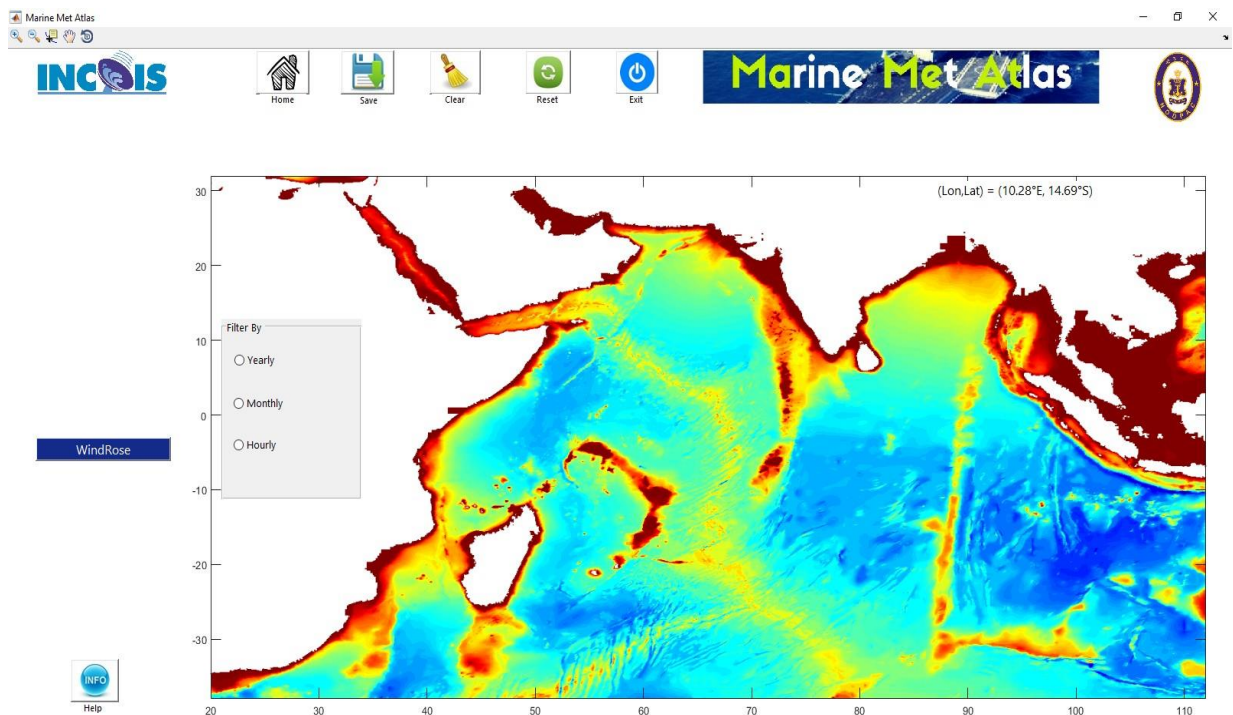 Marine Met Atlas
INCOIS
Home
Save
Clear
Reset
Exit
Marine Met Atlas
(Lon,Lat) = (10.28°E, 14.69°S)
30
20
10
0
-10
-20
-30
Filter By
Yearly
Monthly
Hourly
WindRose
INFO
Help
20
30
40
50
60
70
80
90
100
110